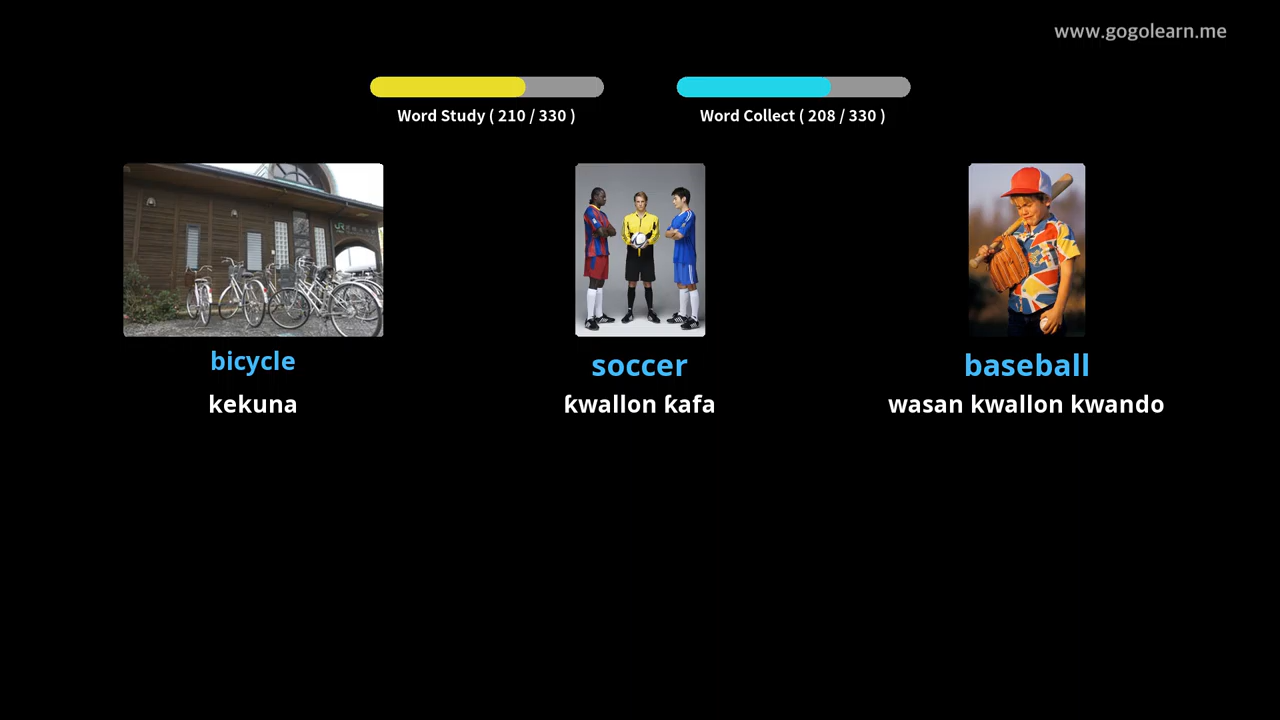 www.gogolearn.me
Word Study ( 210 / 330 )
Word Collect ( 208 / 330 )
bicycle
soccer
baseball
kekuna
ƙwallon ƙafa
wasan kwallon kwando